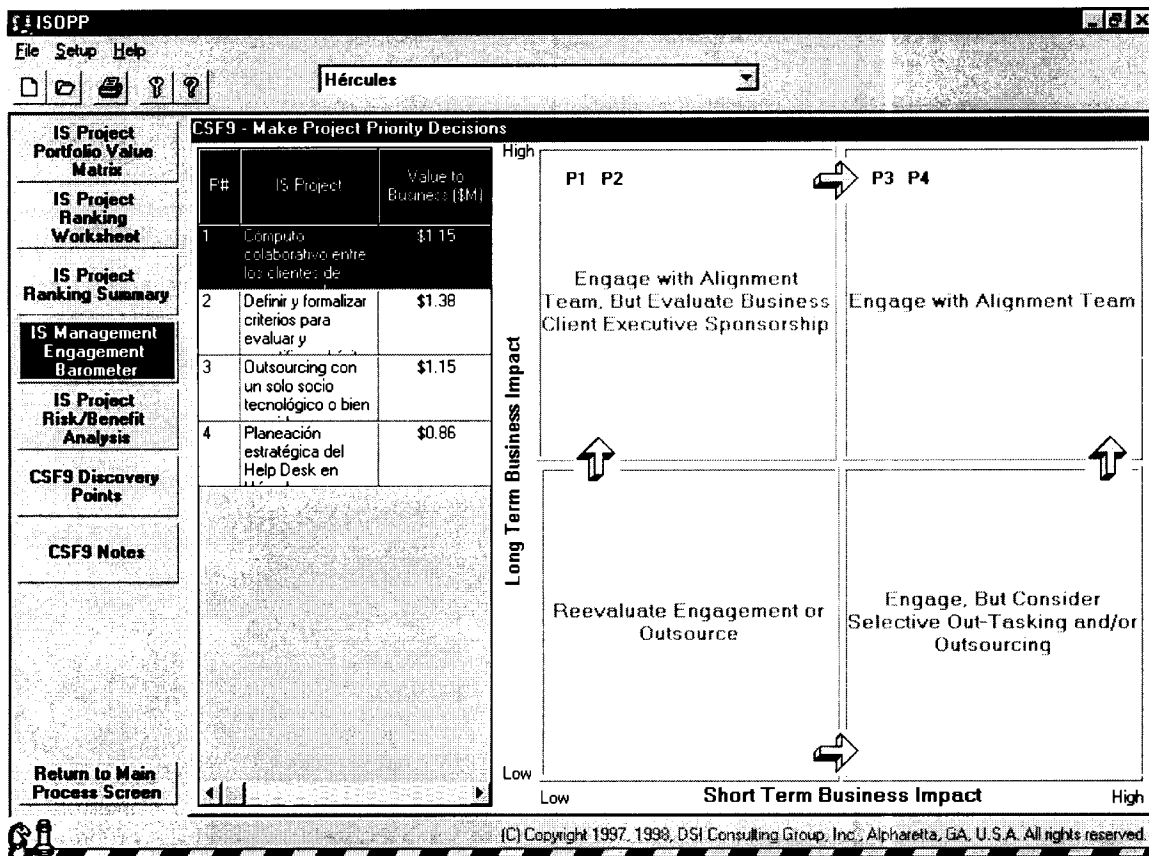 ISOPP
File Setup Help
Hércules
IS Project
Portfolio Value
Matrix
IS Project
Ranking
Worksheet
IS Project
Ranking Summary
IS Management
Engagement
Barometer
IS Project
Risk/Benefit
Analysis
CSF9 Discovery
Points
CSF9 Notes
Return to Main
Process Screen
CSF9 - Make Project Priority Decisions
P# IS Project Value to
Business ($M)
1 Cómputo $1.15
colaborativo entre
los clientes de
2 Definir y formalizar $1.38
criterios para
evaluar y
3 Outsourcing con $1.15
un solo socio
tecnológico o bien
4 Planeación $0.86
estratégica del
Help Desk en
High
Long Term Business Impact
Low
P1 P2
Engage with Alignment
Team, But Evaluate Business
Client Executive Sponsorship
P3 P4
Engage with Alignment Team
Reevaluate Engagement or
Outsource
Engage, But Consider
Selective Out-Tasking and/or
Outsourcing
Low Short Term Business Impact High
(C) Copyright 1997, 1998, DSI Consulting Group, Inc., Alpharetta, GA, U.S.A. All rights reserved.